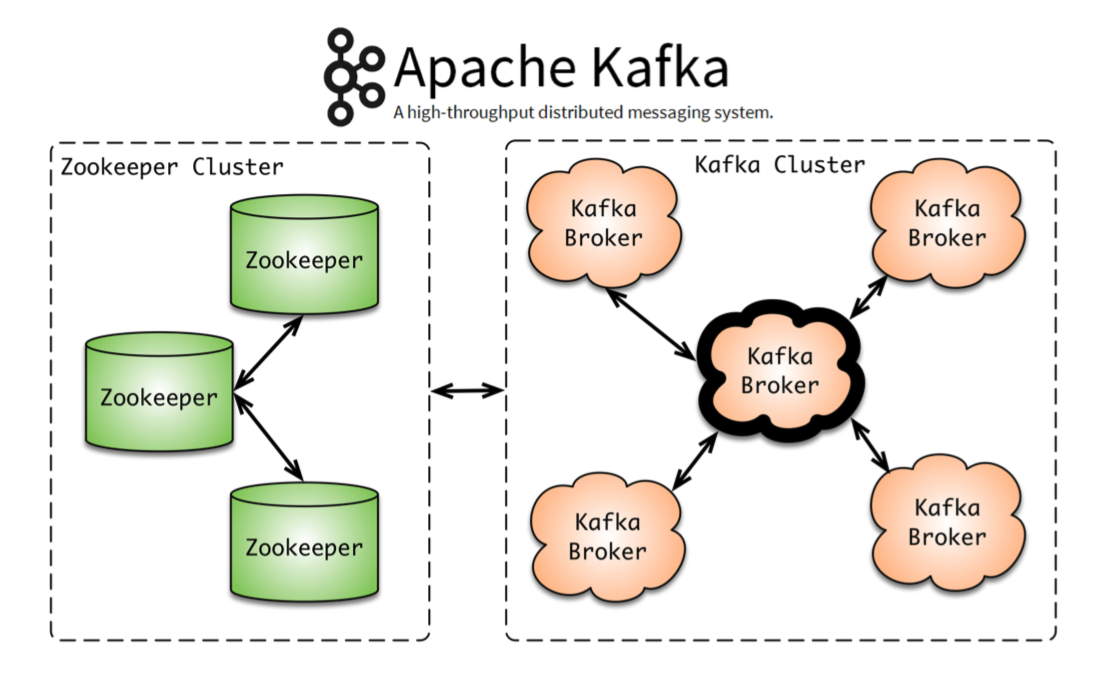 Apache Kafka
A high-throughput distributed messaging system.
Zookeeper Cluster
Zookeeper
Zookeeper
Zookeeper
Kafka Cluster
Kafka
Broker
Kafka
Broker
Kafka
Broker
Kafka
Broker
Kafka
Broker